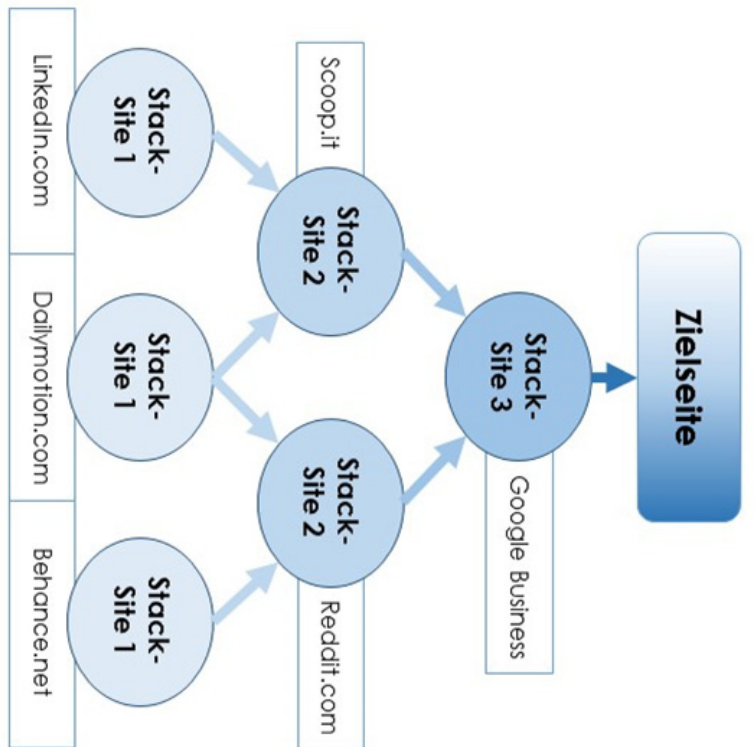 Zielseite
Stack-
Site 3
Google Business
Scoop.it
Stack-
Site 2
Stack-
Site 2
Reddit.com
Stack-
Site 1
Stack-
Site 1
Stack-
Site 1
LinkedIn.com
Dailymotion.com
Behance.net